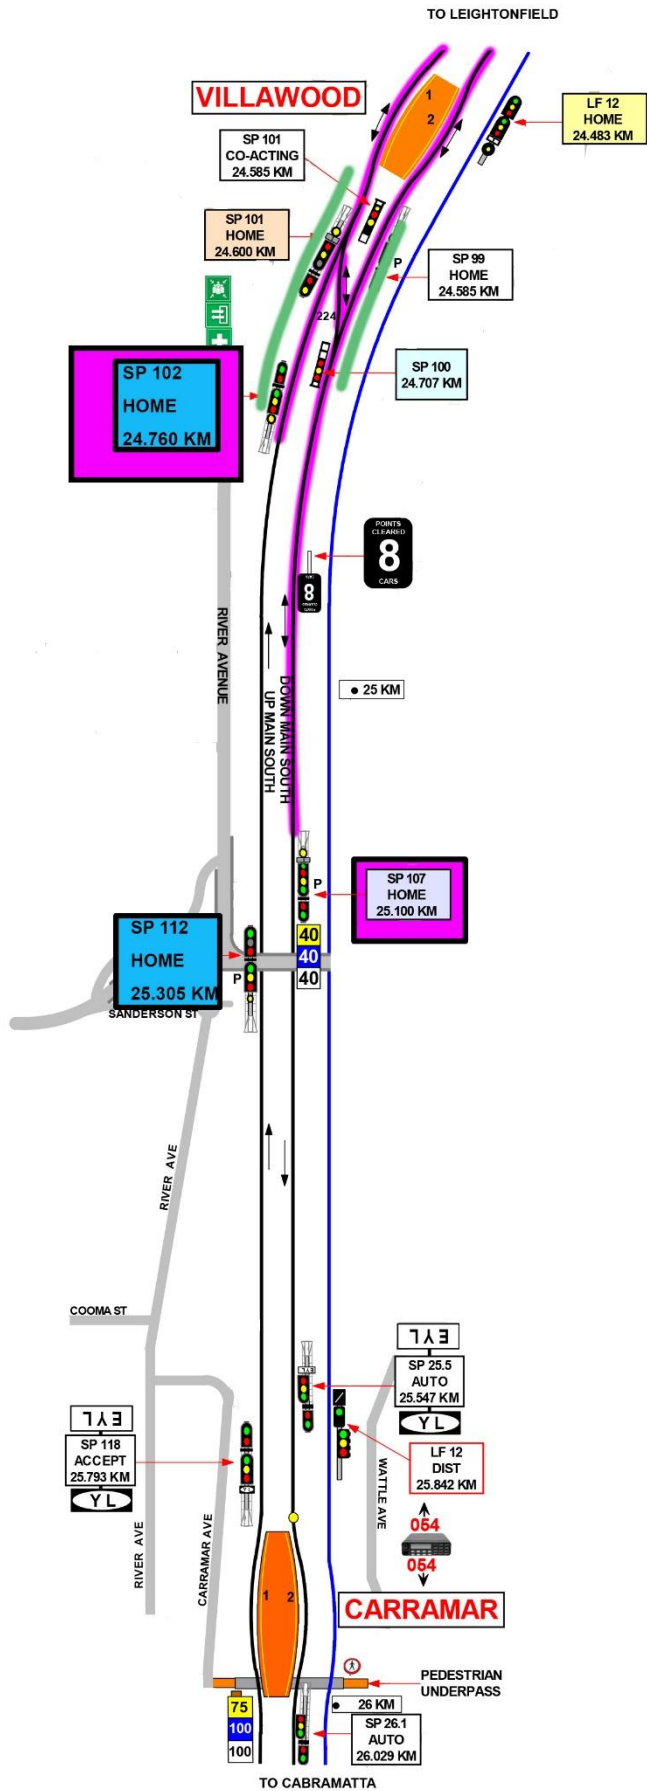 TO LEIGHTONFIELD
VILLAWOOD
1
2
LF 12
HOME
24.483 KM
SP 101
CO-ACTING
24.585 KM
SP 101
HOME
24.600 KM
P
SP 99
HOME
24.585 KM
224
SP 102
HOME
24.760 KM
SP 100
24.707 KM
POINTS
CLEARED
8
CARS
8
RIVER AVENUE
25 KM
DOWN MAIN SOUTH
UP MAIN SOUTH
P
SP 107
HOME
25.100 KM
SP 112
HOME
25.305 KM
P
40
40
40
SANDERSON ST
RIVER AVE
COOMA ST
EYL
SP 25.5
AUTO
25.547 KM
YL
EYL
EYL
SP 118
ACCEPT
25.793 KM
YL
LF 12
DIST
25.842 KM
WATTLE AVE
RIVER AVE
CARRAMAR AVE
054
054
1
2
CARRAMAR
PEDESTRIAN
UNDERPASS
75
100
100
26 KM
SP 26.1
AUTO
26.029 KM
TO CABRAMATTA